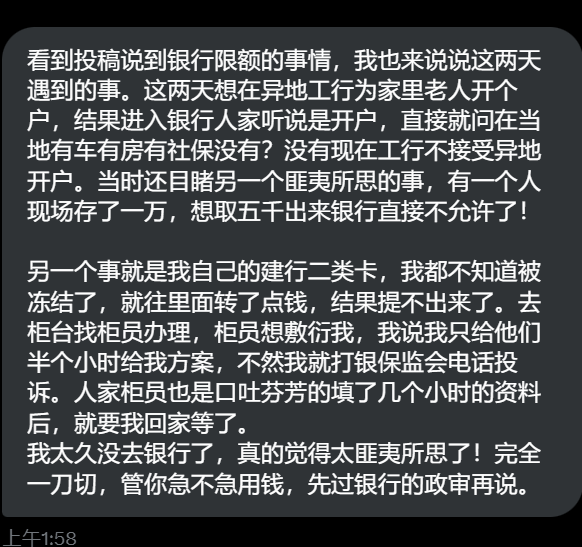 看到投稿说到银行限额的事情，我也来说说这两天
遇到的事。这两天想在异地工行为家里老人开个
户，结果进入银行人家听说是开户，直接就问在当
地有车有房有社保没有？没有现在工行不接受异地
开户。当时还目睹另一个匪夷所思的事，有一个人
现场存了一万，想取五千出来银行直接不允许了！
另一个事就是我自己的建行二类卡，我都不知道被
冻结了，就往里面转了点钱，结果提不出来了。去
柜台找柜员办理，柜员想敷衍我，我说我只给他们
半个小时给我方案，不然我就打银保监会电话投
诉。人家柜员也是口吐芬芳的填了几个小时的资料
后，就要我回家等了。
我太久没去银行了，真的觉得太匪夷所思了！完全
一刀切，管你急不急用钱，先过银行的政审再说。
上午1:58